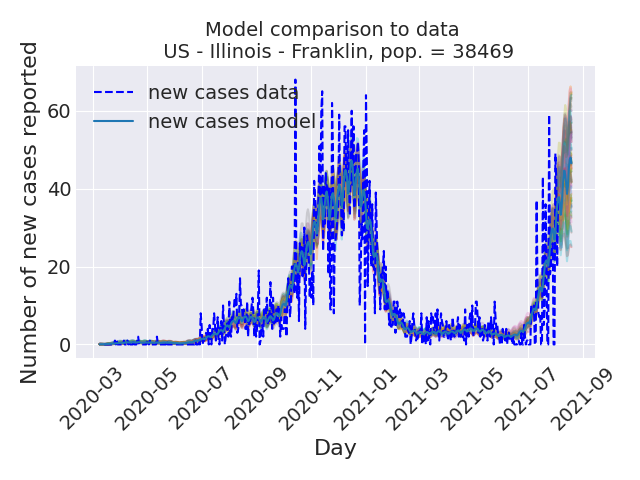 Model comparison to data
US - Illinois - Franklin, pop. = 38469
Number of new cases reported
60
40
20
0
new cases data
new cases model
2020-03
2020-05
2020-07
2020-09
2020-11
2021-01
2021-03
2021-05
2021-07
2021-09
Day